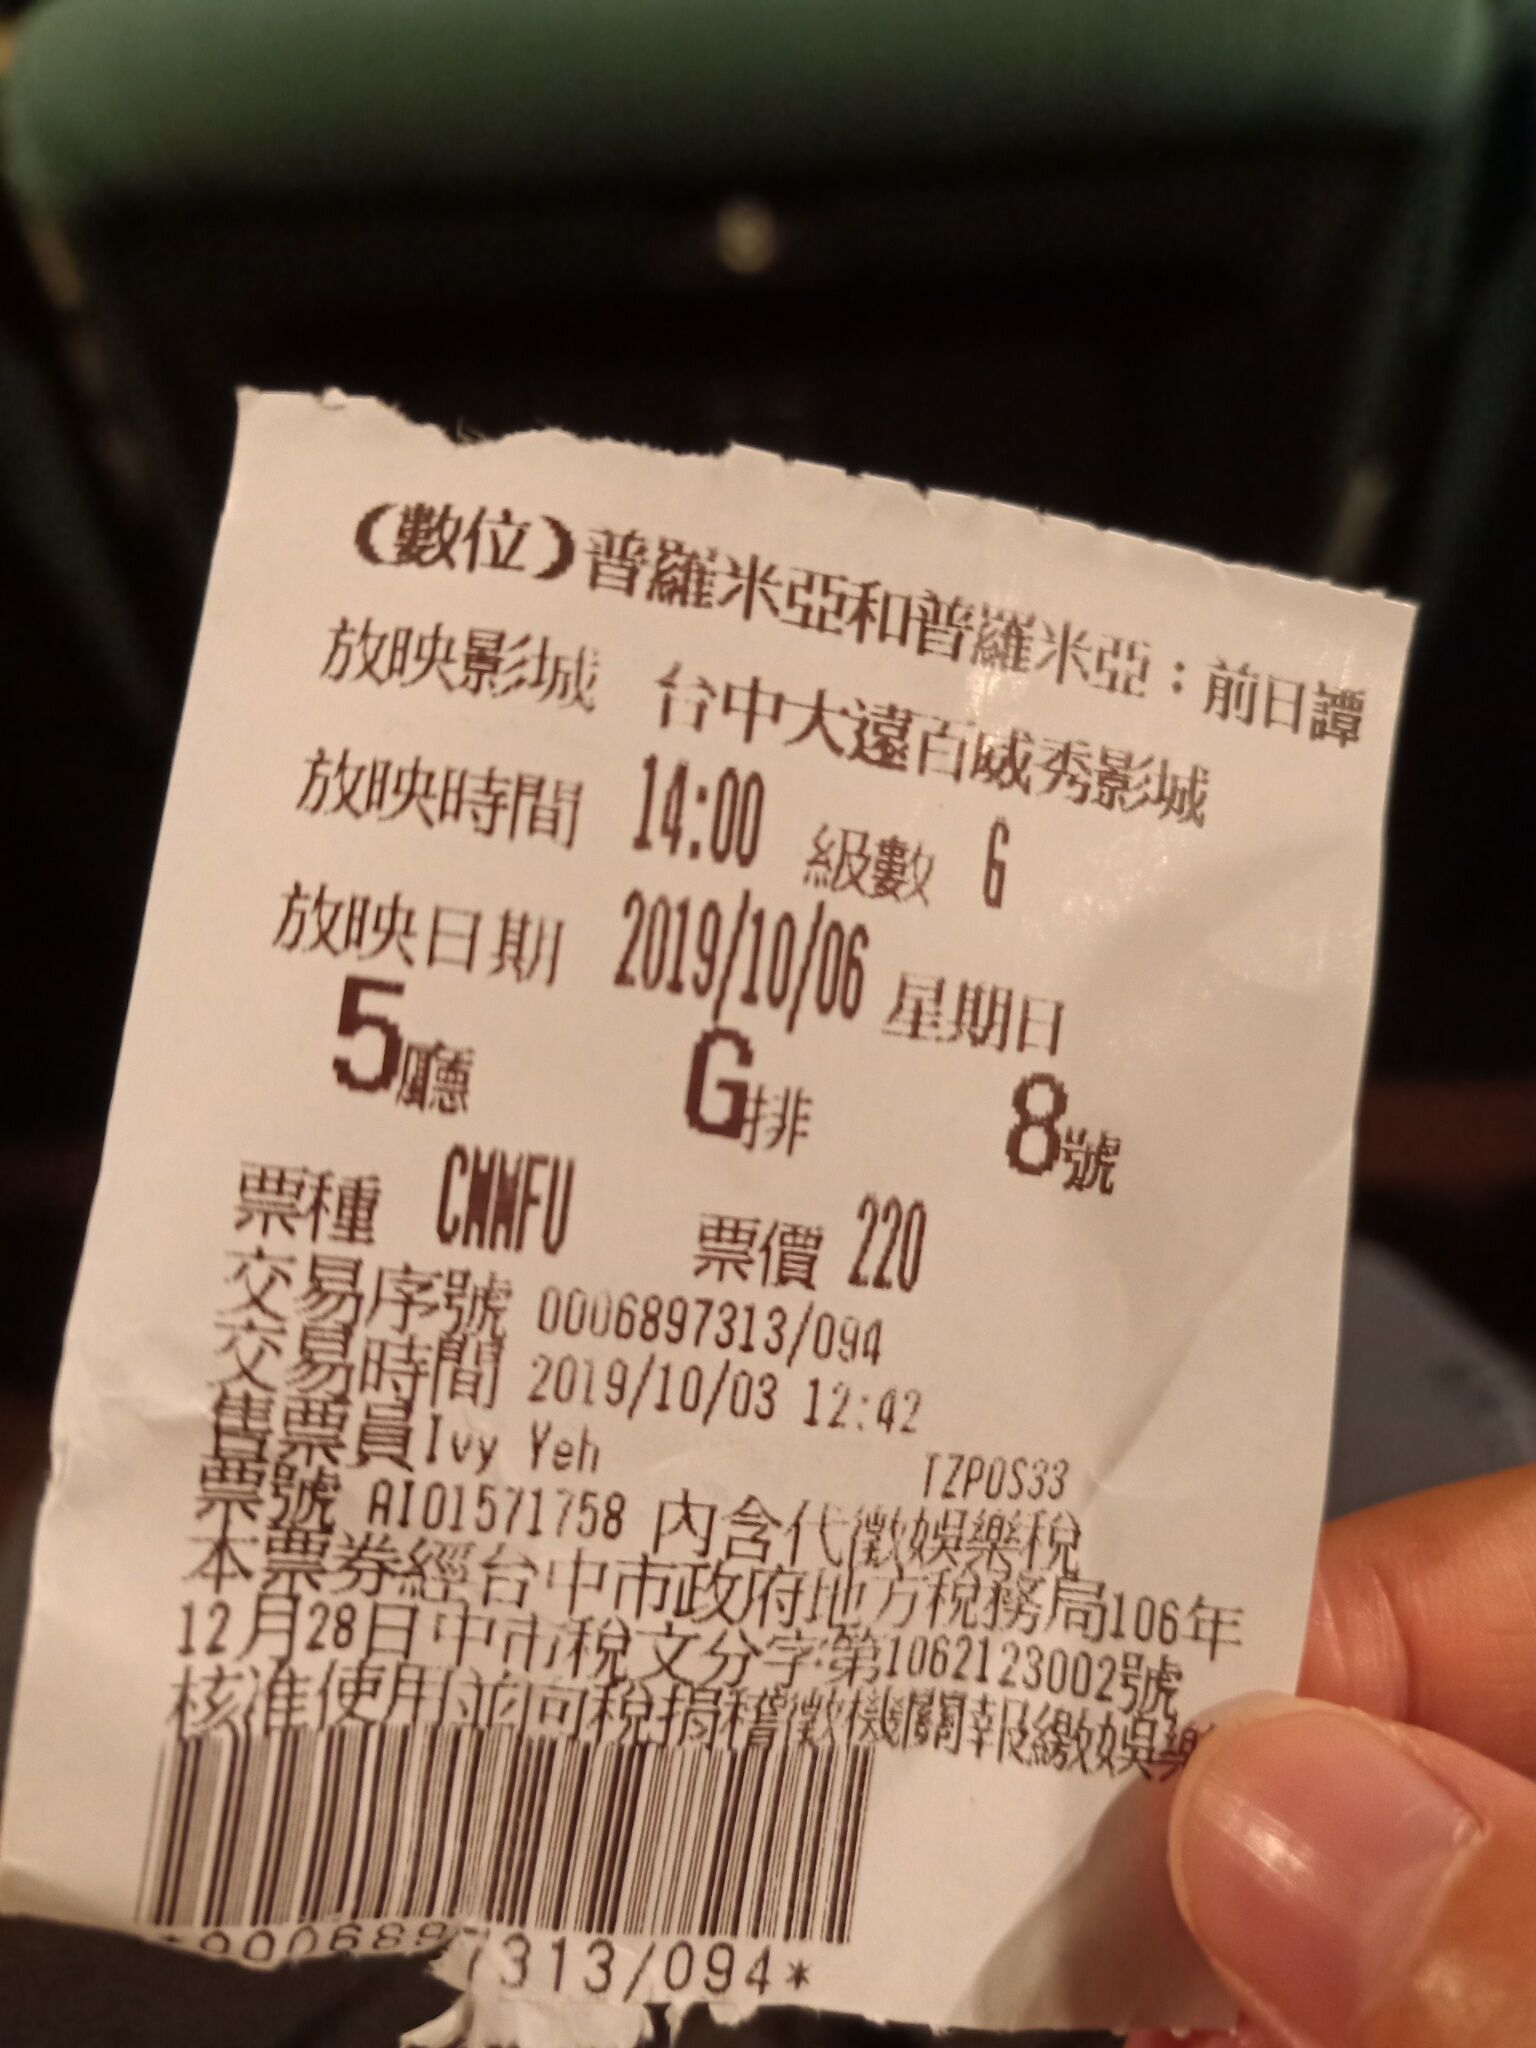 (數位)普羅米亞和普羅米亞：前日譚
放映影城 台中大遠百威秀影城
放映時間 14:00 級數 G
放映日期 2019/10/06 星期日
5廳 G排 8號
票種 CWMFU 票價 220
交易序號 0006897313/094
交易時間 2019/10/03 12:42
售票員Ivy Yeh TZPOS33
票號 AI01571758 內含代徵娛樂稅
本票券經台中市政府地方稅務局106年
12月28日中市稅文分字第1062123002號
核准使用並向稅捐稽徵機關報繳娛樂
7313/094*